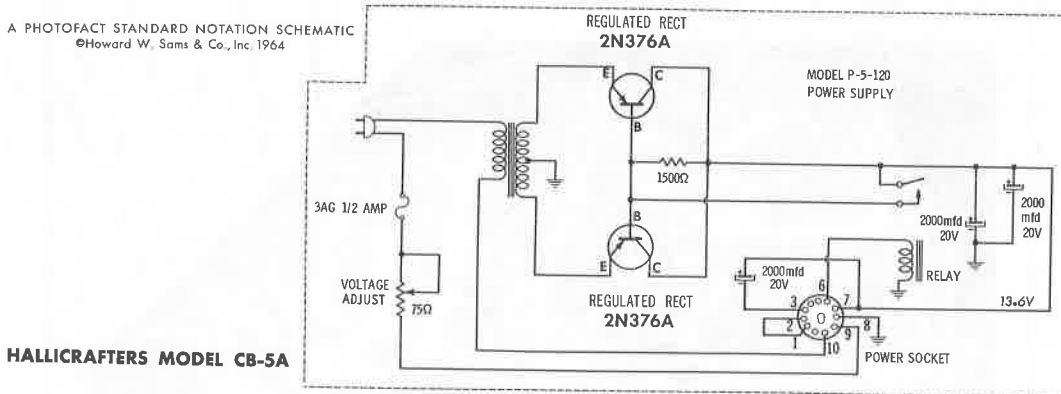 A PHOTOFACT STANDARD NOTATION SCHEMATIC
©Howard W. Sams & Co., Inc. 1964
REGULATED RECT
2N376A
MODEL P-5-120
POWER SUPPLY
E
C
B
1500Ω
3AG 1/2 AMP
B
2000mfd
20V
2000
mfd
20V
E
C
2000mfd
20V
6
RELAY
VOLTAGE
ADJUST
75Ω
REGULATED RECT
2N376A
3
7
13.6V
2
0
8
1
9
10
POWER SOCKET
HALLICRAFTERS MODEL CB-5A